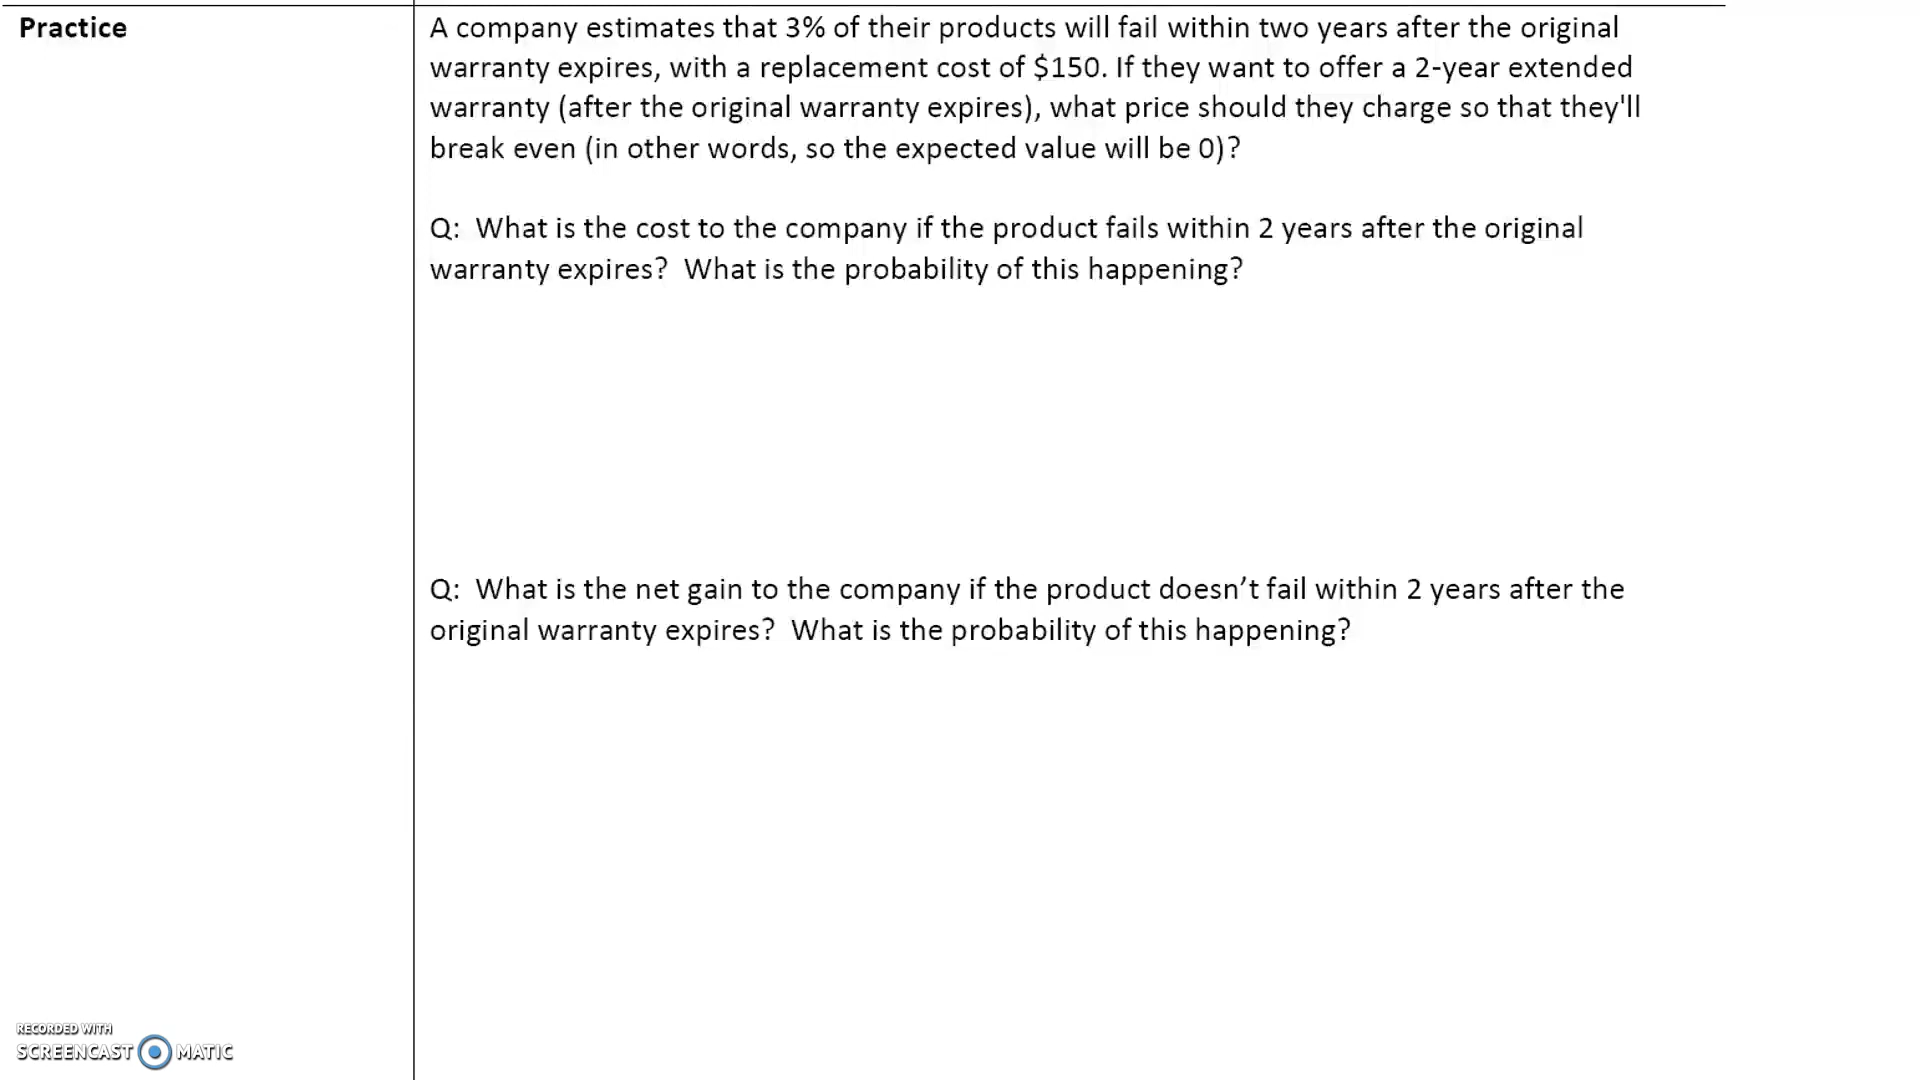 Practice
A company estimates that 3% of their products will fail within two years after the original
warranty expires, with a replacement cost of $150. If they want to offer a 2-year extended
warranty (after the original warranty expires), what price should they charge so that they'll
break even (in other words, so the expected value will be 0)?
Q:  What is the cost to the company if the product fails within 2 years after the original
warranty expires?  What is the probability of this happening?
Q:  What is the net gain to the company if the product doesn’t fail within 2 years after the
original warranty expires?  What is the probability of this happening?
RECORDED WITH
SCREENCAST MATIC